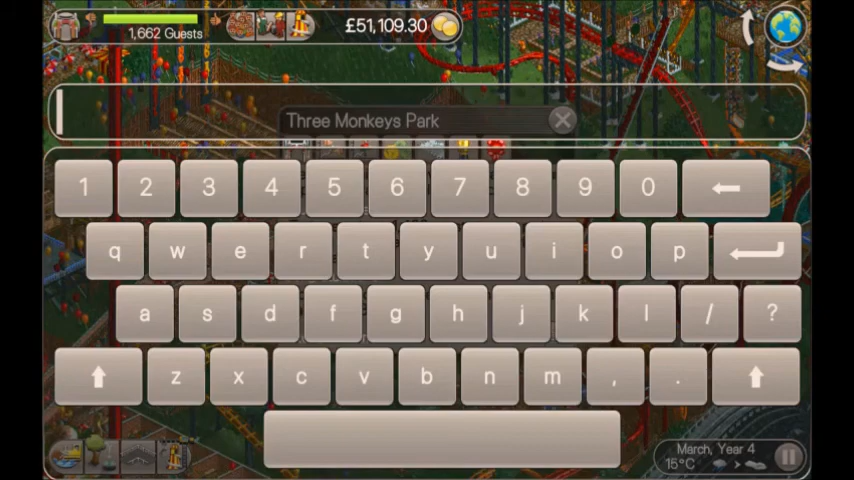 1,662 Guests
£51,109.30
Three Monkeys Park
1 2 3 4 5 6 7 8 9 0
q w e r t y u i o p
a s d f g h j k l / ?
z x c v b n m , .
March, Year 4
15°C